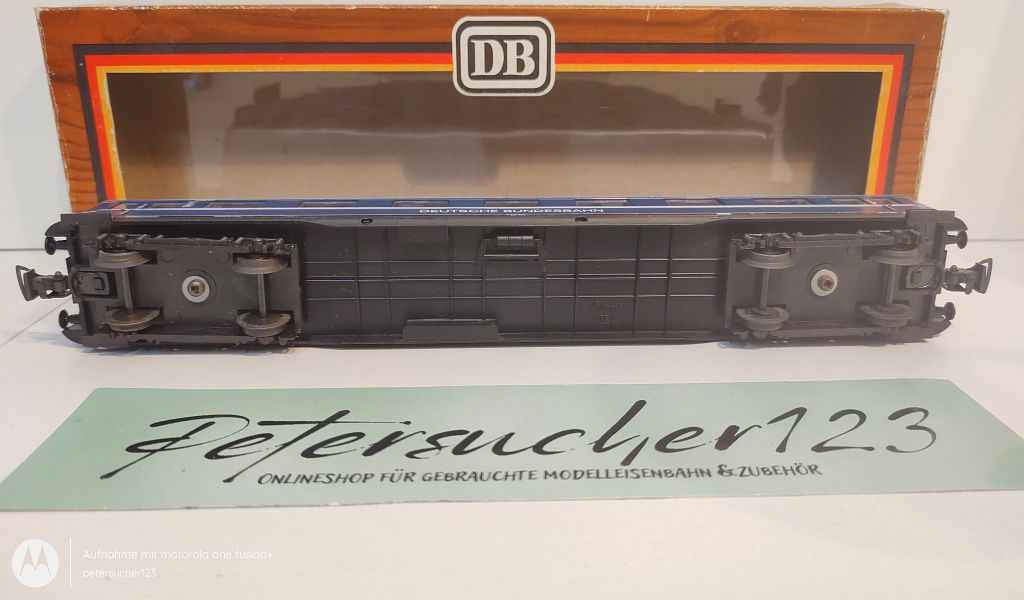 DB
DEUTSCHE BUNDESBAHN
Petersucher123
ONLINESHOP FÜR GEBRAUCHTE MODELLEISENBAHN & ZUBEHÖR
Aufnahme mit motorola one fusion+
petersucher123